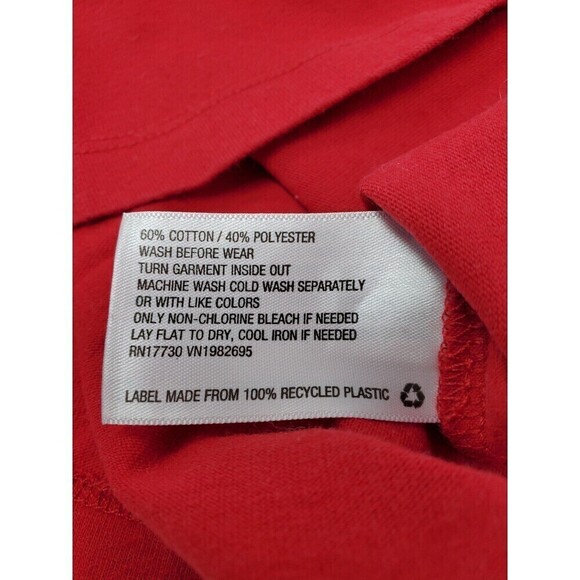 60% COTTON / 40% POLYESTER
WASH BEFORE WEAR
TURN GARMENT INSIDE OUT
MACHINE WASH COLD WASH SEPARATELY
OR WITH LIKE COLORS
ONLY NON-CHLORINE BLEACH IF NEEDED
LAY FLAT TO DRY, COOL IRON IF NEEDED
RN17730 VN1982695
LABEL MADE FROM 100% RECYCLED PLASTIC